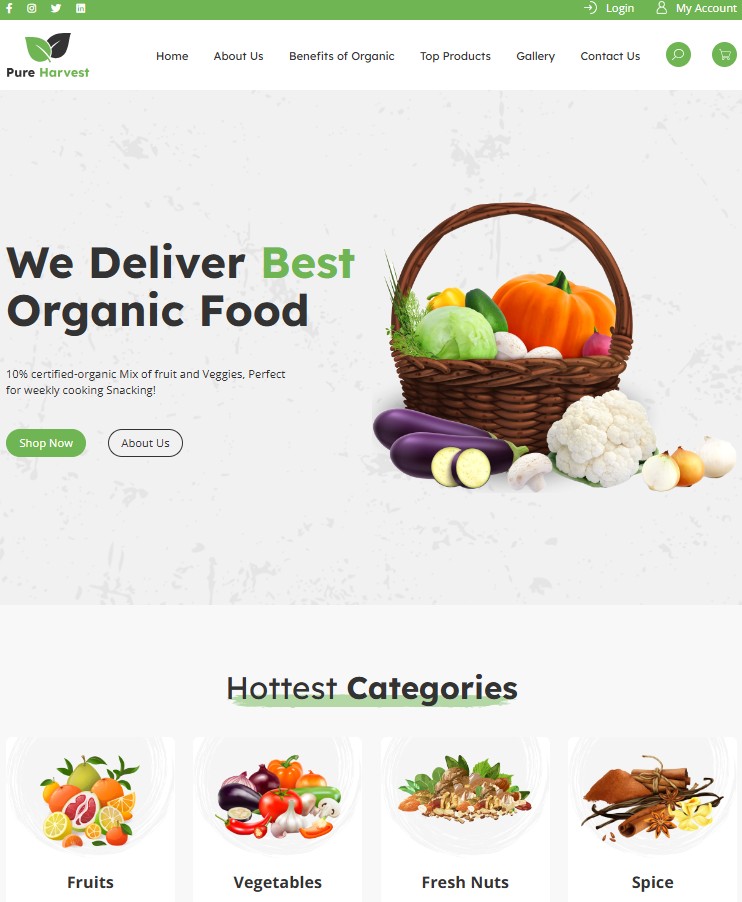 Login My Account
Pure Harvest
Home About Us Benefits of Organic Top Products Gallery Contact Us
We Deliver Best
Organic Food
10% certified-organic Mix of fruit and Veggies, Perfect
for weekly cooking Snacking!
Shop Now About Us
Hottest Categories
Fruits Vegetables Fresh Nuts Spice